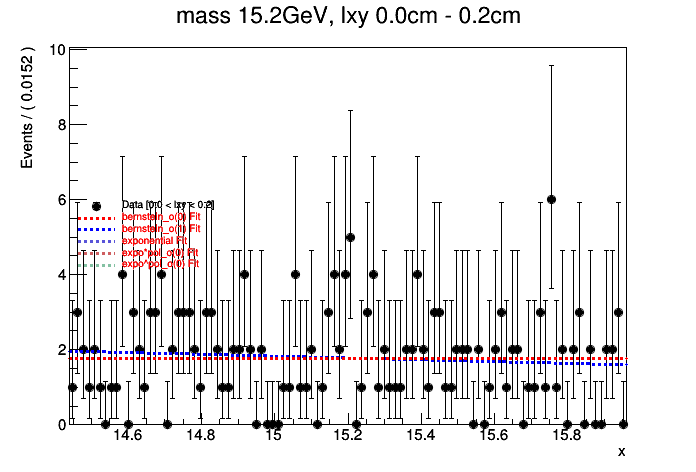 mass 15.2GeV, lxy 0.0cm - 0.2cm
Events / ( 0.0152 )
10
8
6
4
2
0
Data [0.0 < lxy < 0.2]
bernstein_o(0) Fit
bernstein_o(1) Fit
exponential Fit
expo*pol_o(0) Fit
expo^pol_o(0) Fit
14.6 14.8 15 15.2 15.4 15.6 15.8
x